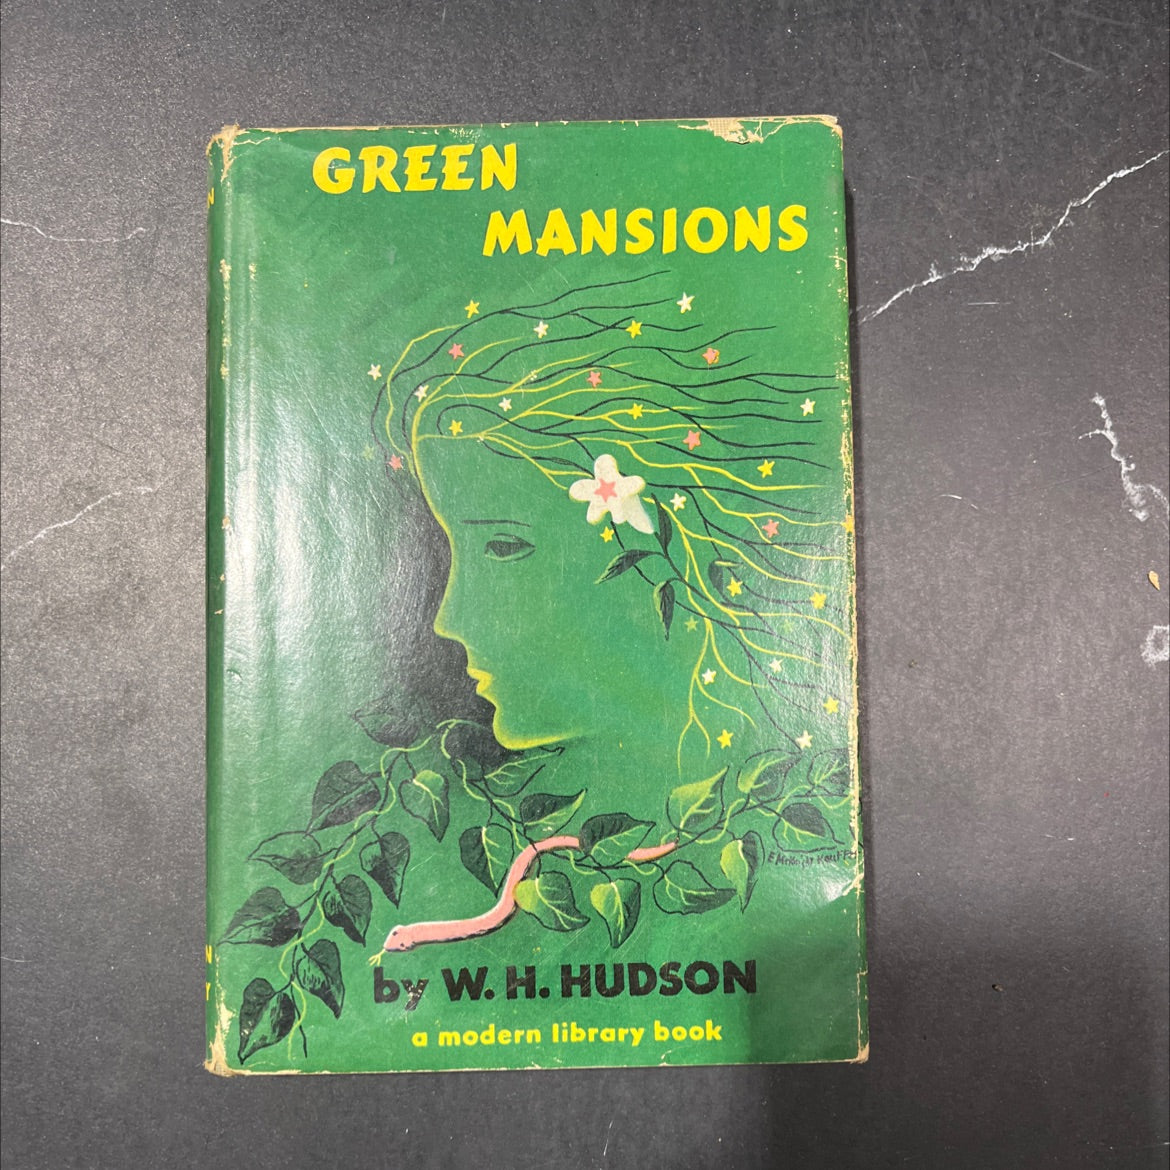 GREEN
MANSIONS
by W. H. HUDSON
a modern library book